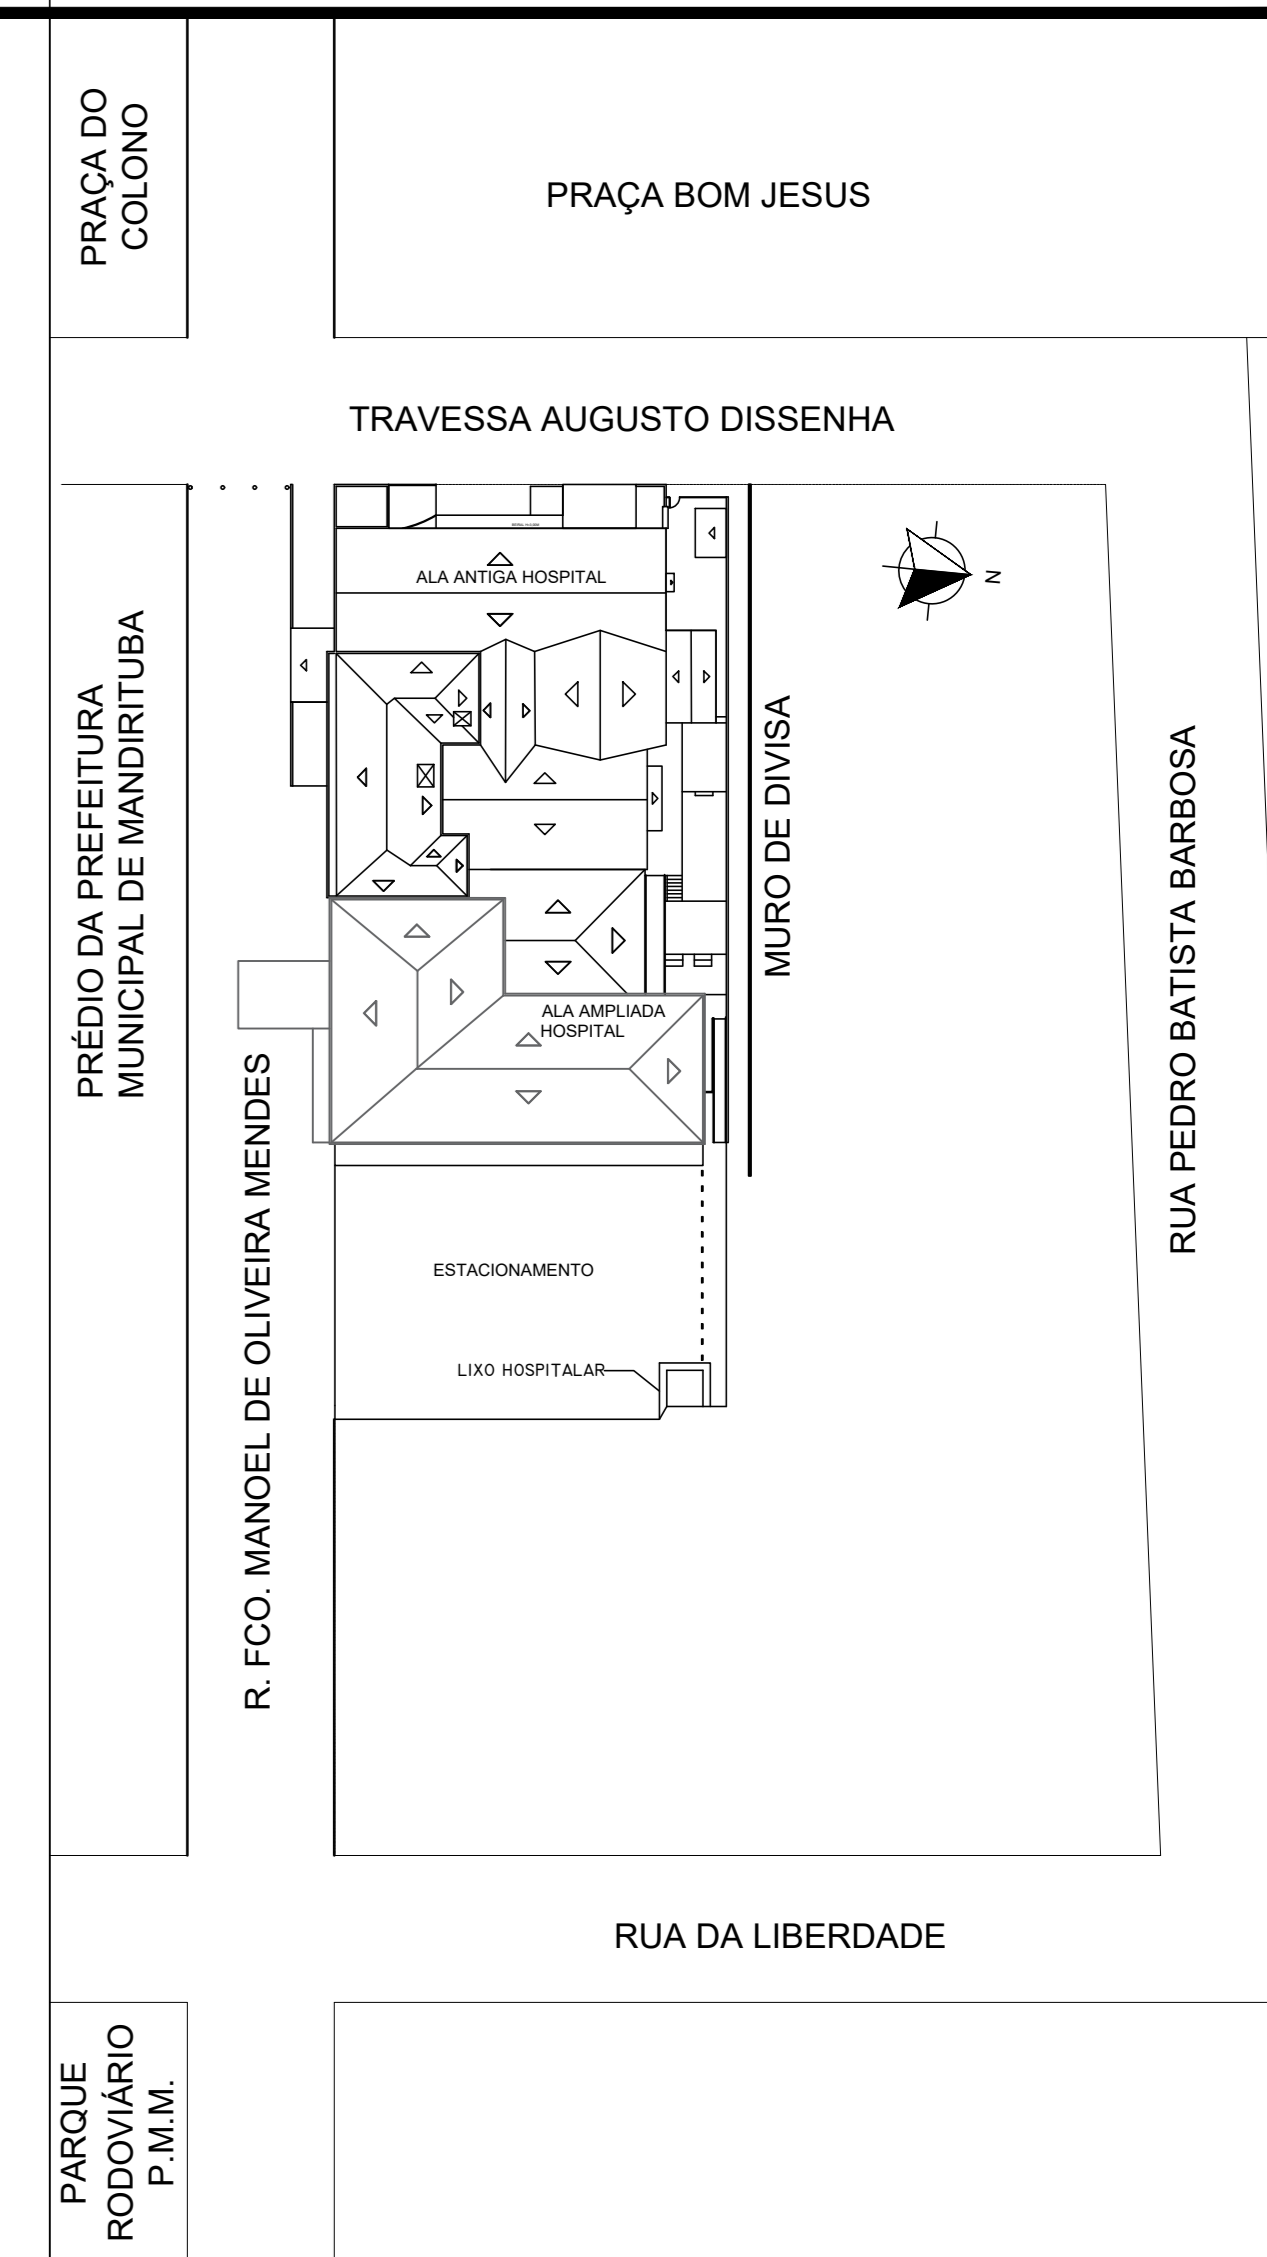 PRAÇA DO
COLONO
PRAÇA BOM JESUS
TRAVESSA AUGUSTO DISSENHA
ALA ANTIGA HOSPITAL
N
PRÉDIO DA PREFEITURA
MUNICIPAL DE MANDIRITUBA
MURO DE DIVISA
RUA PEDRO BATISTA BARBOSA
ALA AMPLIADA
HOSPITAL
R. FCO. MANOEL DE OLIVEIRA MENDES
ESTACIONAMENTO
LIXO HOSPITALAR
RUA DA LIBERDADE
PARQUE
RODOVIÁRIO
P.M.M.